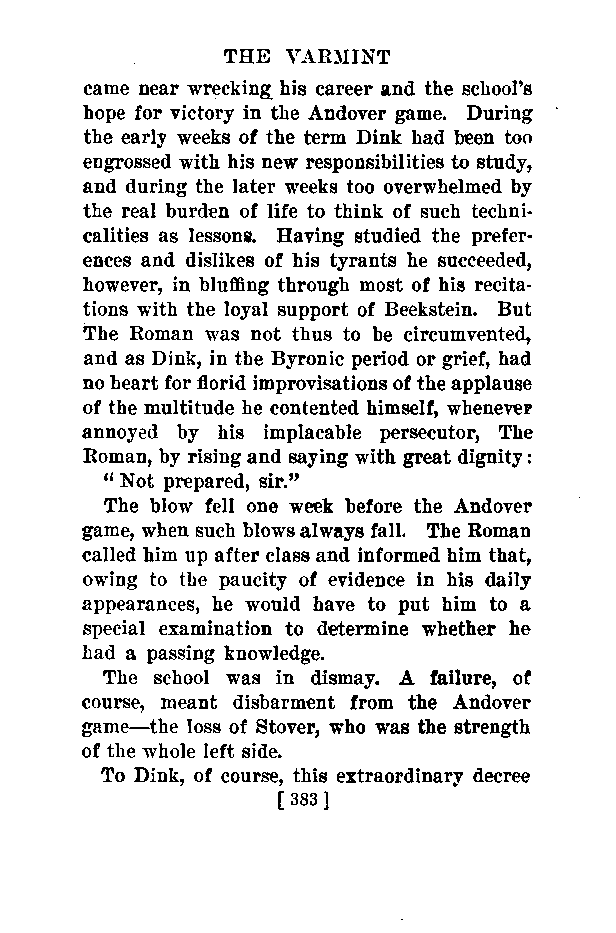 THE VARMINT
came near wrecking his career and the school's
hope for victory in the Andover game. During
the early weeks of the term Dink had been too
engrossed with his new responsibilities to study,
and during the later weeks too overwhelmed by
the real burden of life to think of such techni-
calities as lessons. Having studied the prefer-
ences and dislikes of his tyrants he succeeded,
however, in bluffing through most of his recita-
tions with the loyal support of Beekstein. But
The Roman was not thus to be circumvented,
and as Dink, in the Byronic period or grief, had
no heart for florid improvisations of the applause
of the multitude he contented himself, whenever
annoyed by his implacable persecutor, The
Roman, by rising and saying with great dignity:
"Not prepared, sir."
The blow fell one week before the Andover
game, when such blows always fall. The Roman
called him up after class and informed him that,
owing to the paucity of evidence in his daily
appearances, he would have to put him to a
special examination to determine whether he
had a passing knowledge.
The school was in dismay. A failure, of
course, meant disbarment from the Andover
game—the loss of Stover, who was the strength
of the whole left side.
To Dink, of course, this extraordinary decree
[ 383 ]